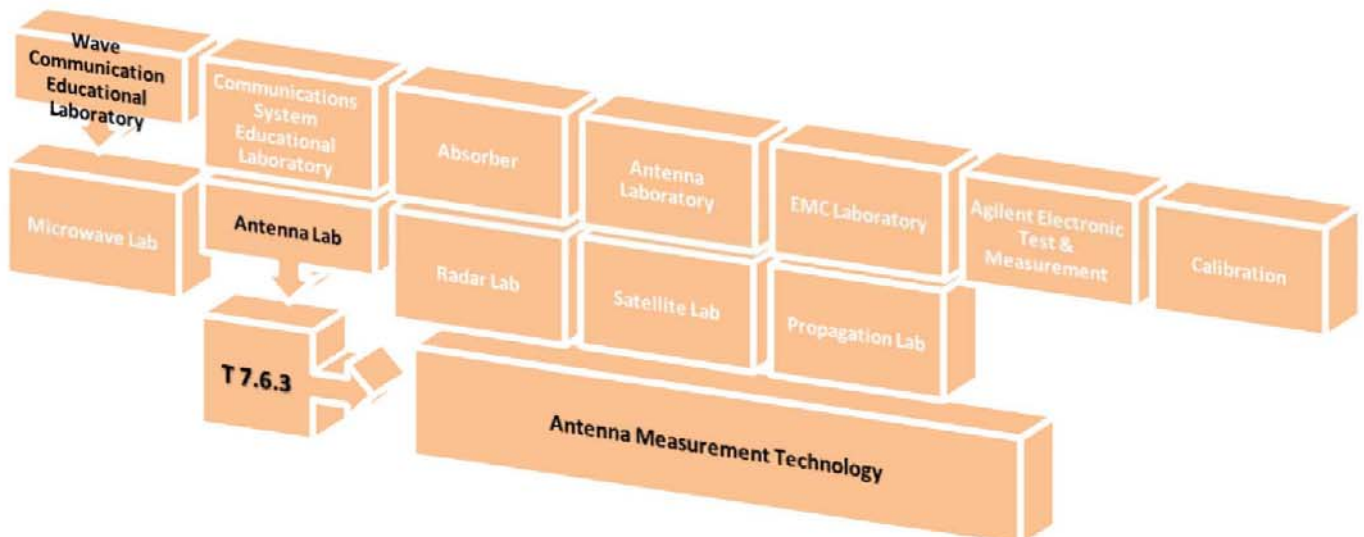 Wave
Communication
Educational
Laboratory
Communications
System
Educational
Laboratory
Absorber
Antenna
Laboratory
EMC Laboratory
Agilent Electronic
Test &
Measurement
Calibration
Microwave Lab
Antenna Lab
Radar Lab
Satellite Lab
Propagation Lab
T 7.6.3
Antenna Measurement Technology